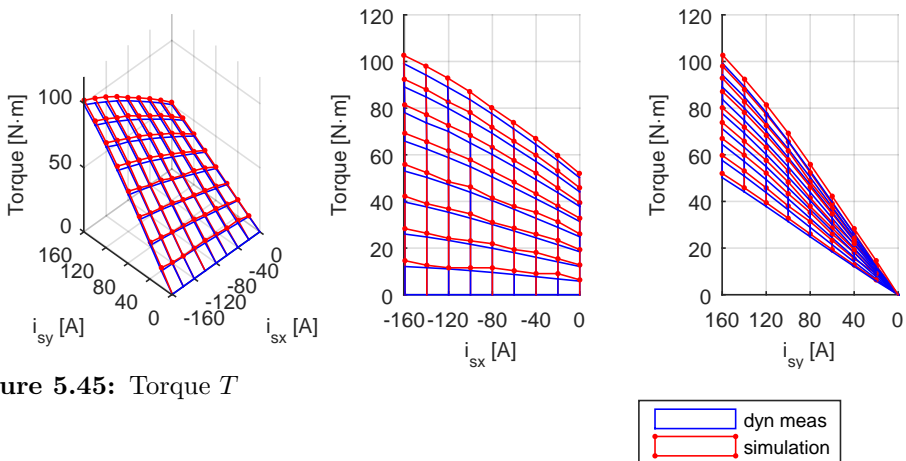 Torque [N·m]
100
50
0
160
120
80
40
0
i_sy [A]
-160
-120
-80
-40
0
i_sx [A]
Torque [N·m]
120
100
80
60
40
20
0
-160 -120 -80 -40 0
i_sx [A]
Torque [N·m]
120
100
80
60
40
20
0
160 120 80 40 0
i_sy [A]
ure 5.45: Torque T
dyn meas
simulation